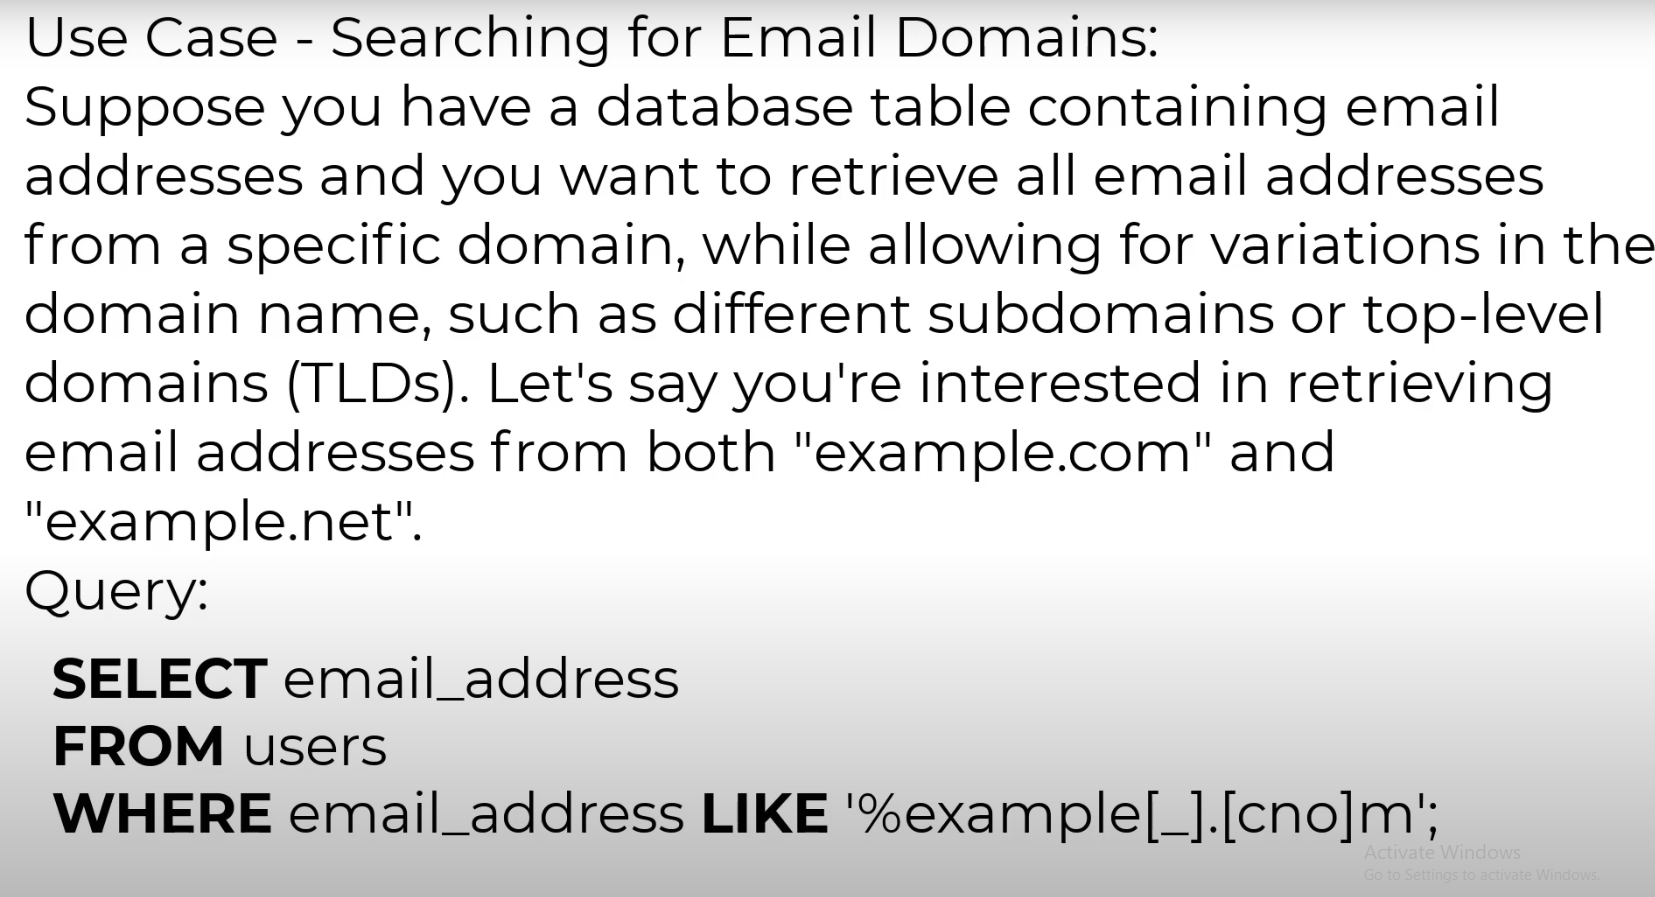 Use Case - Searching for Email Domains:
Suppose you have a database table containing email
addresses and you want to retrieve all email addresses
from a specific domain, while allowing for variations in the
domain name, such as different subdomains or top-level
domains (TLDs). Let's say you're interested in retrieving
email addresses from both "example.com" and
"example.net".
Query:
SELECT email_address
FROM users
WHERE email_address LIKE '%example[_].[cno]m';
Activate Windows
Go to Settings to activate Windows.